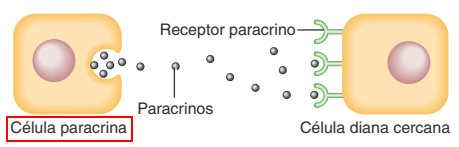 Receptor paracrino
Paracrinos
Célula paracrina
Célula diana cercana